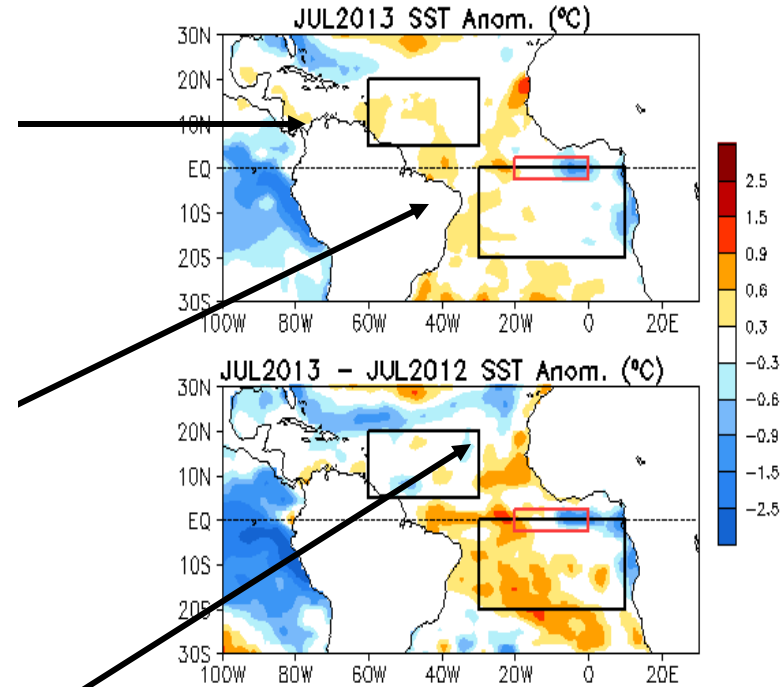 JUL2013 SST Anom. (ºC)
30N
20N
10N
EQ
10S
20S
30S
100W 80W 60W 40W 20W 0 20E
JUL2013 - JUL2012 SST Anom. (ºC)
30N
20N
10N
EQ
10S
20S
30S
100W 80W 60W 40W 20W 0 20E
2.5
1.5
0.9
0.6
0.3
-0.3
-0.6
-0.9
-1.5
-2.5